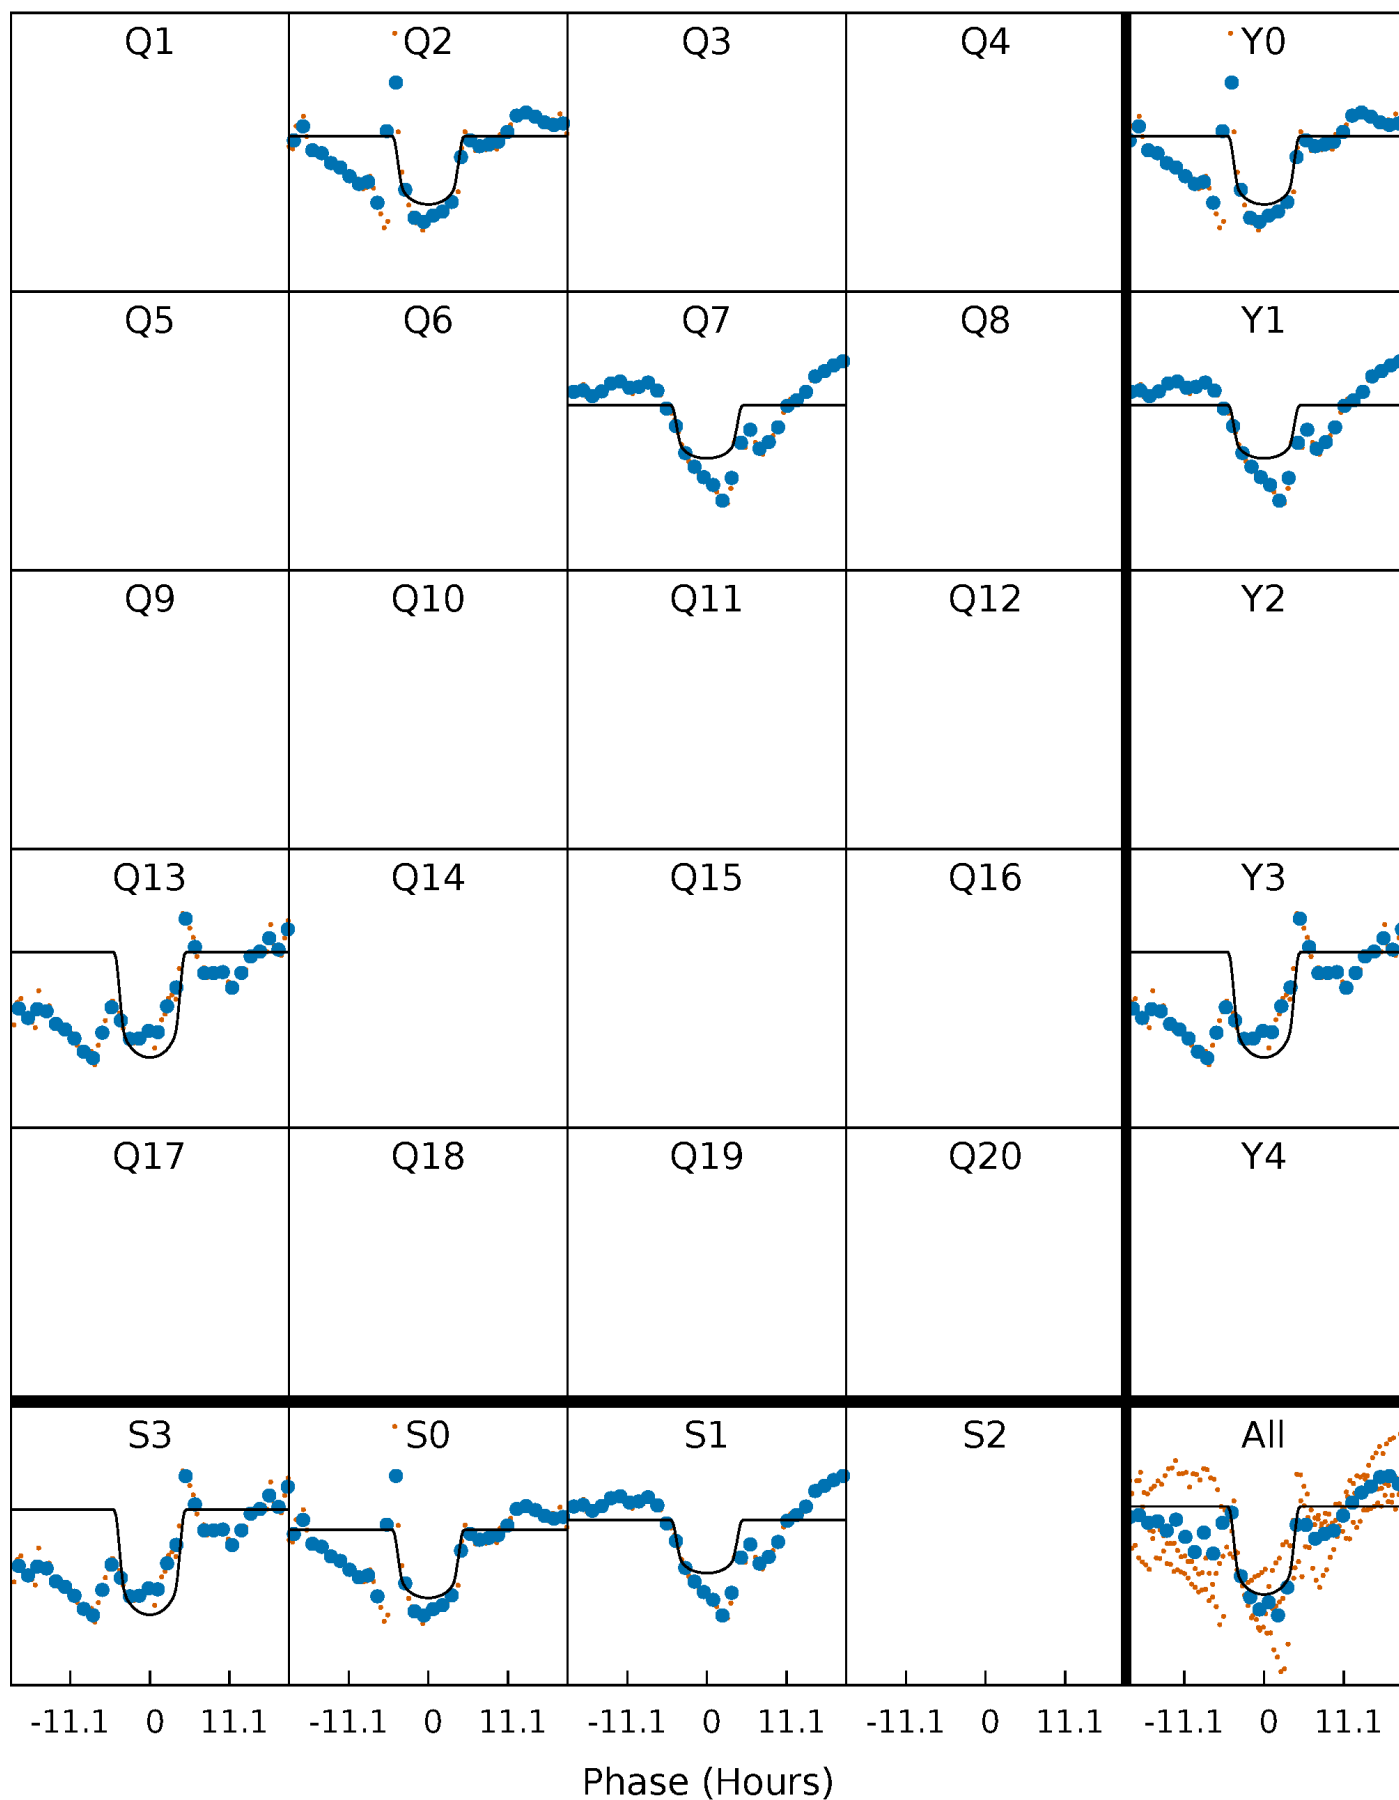 Q1 Q2 Q3 Q4 Y0
Q5 Q6 Q7 Q8 Y1
Q9 Q10 Q11 Q12 Y2
Q13 Q14 Q15 Q16 Y3
Q17 Q18 Q19 Q20 Y4
S3 S0 S1 S2 All
-11.1 0 11.1 -11.1 0 11.1 -11.1 0 11.1 -11.1 0 11.1 -11.1 0 11.1
Phase (Hours)